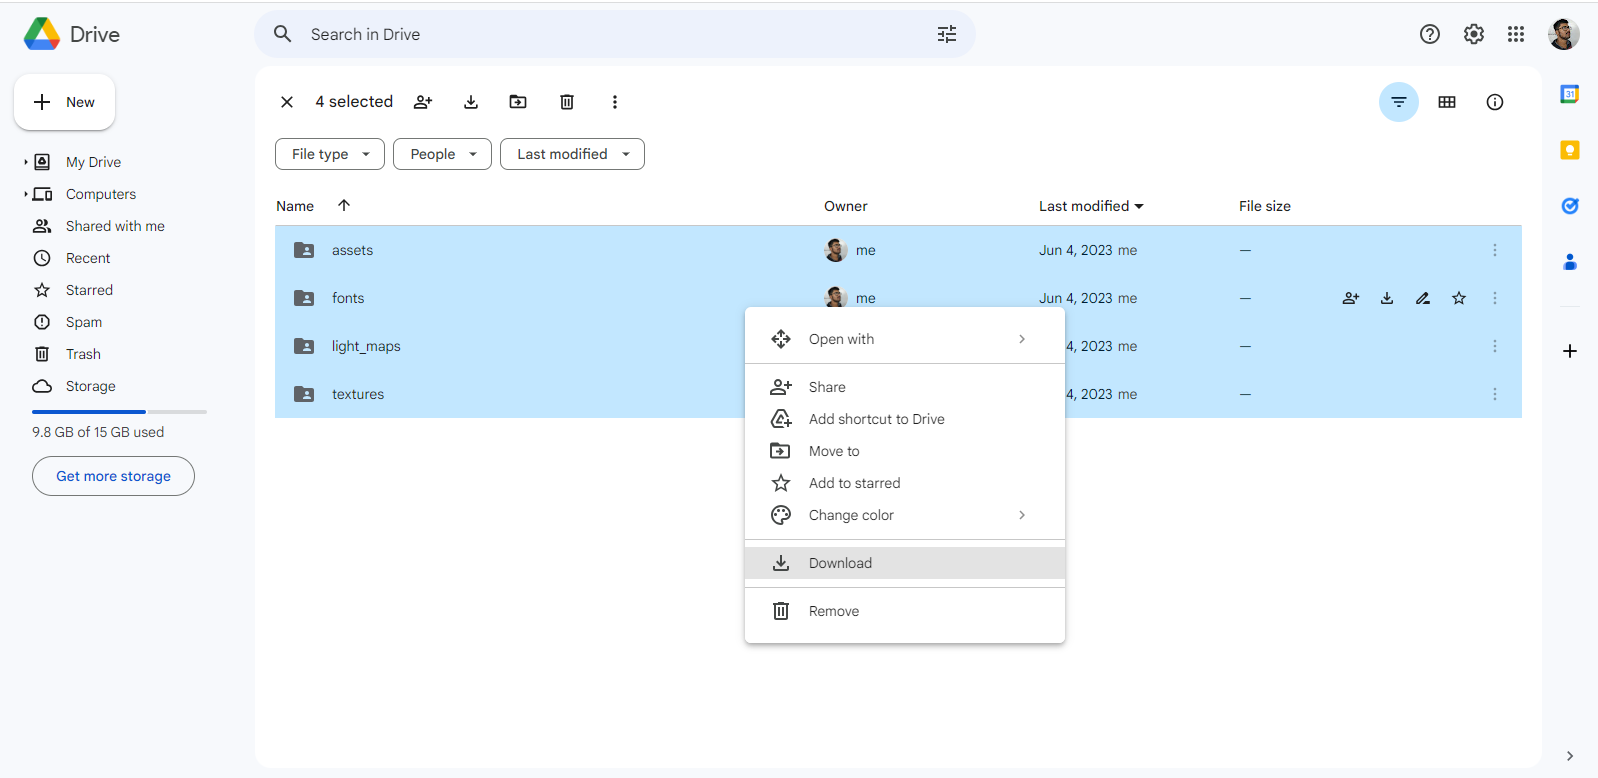 Drive
Search in Drive
New
4 selected
My Drive
Computers
Shared with me
Recent
Starred
Spam
Trash
Storage
9.8 GB of 15 GB used
Get more storage
File type
People
Last modified
Name Owner Last modified File size
assets me Jun 4, 2023 me —
fonts me Jun 4, 2023 me —
light_maps 4, 2023 me —
textures 4, 2023 me —
Open with
Share
Add shortcut to Drive
Move to
Add to starred
Change color
Download
Remove
31